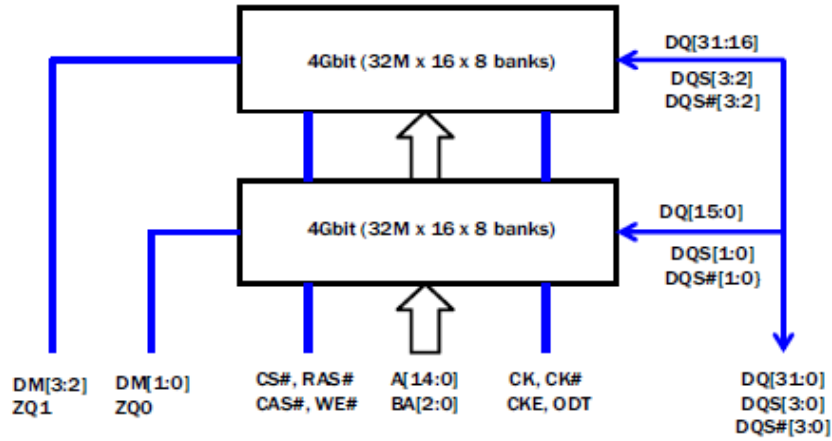 4Gbit (32M x 16 x 8 banks)
DQ[31:16]
DQS[3:2]
DQS#[3:2]
4Gbit (32M x 16 x 8 banks)
DQ[15:0]
DQS[1:0]
DQS#[1:0}
DM[3:2]
ZQ1
DM[1:0]
ZQ0
CS#, RAS#
CAS#, WE#
A[14:0]
BA[2:0]
CK, CK#
CKE, ODT
DQ[31:0]
DQS[3:0]
DQS#[3:0]